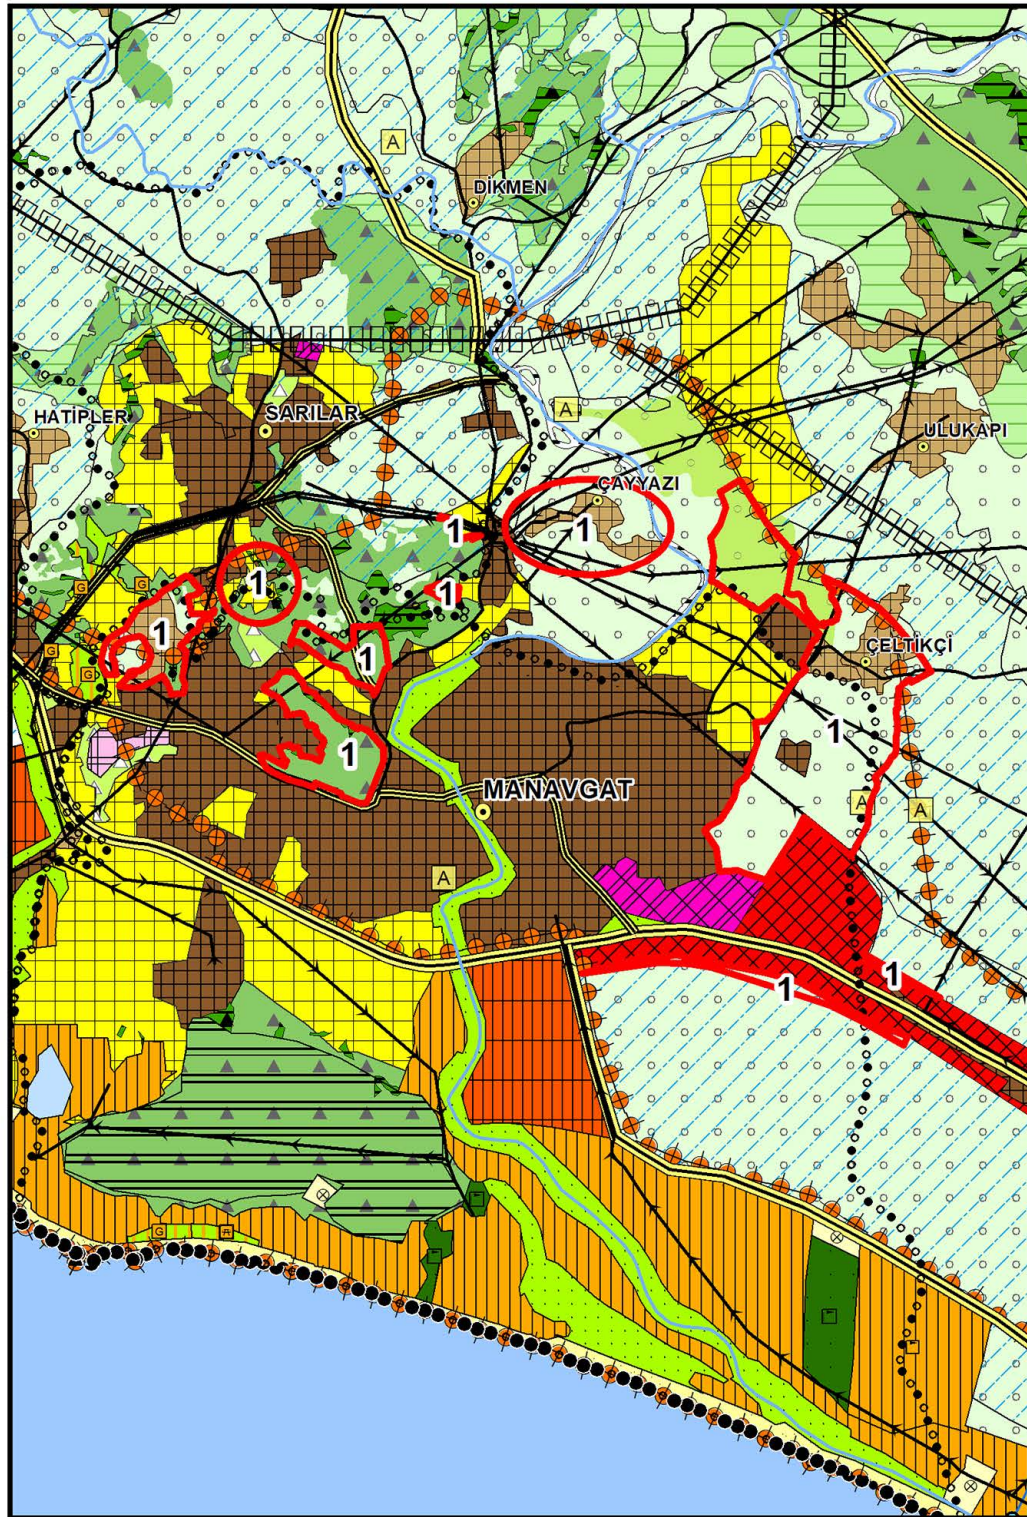 A
DİKMEN
HATİPLER
SARILAR
A
ULUKAPI
ÇAYYAZI
1
1
1
G
G
1
1
1
G
1
ÇELTİKÇİ
G
1
1
MANAVGAT
A
A
A
1
1
G
A